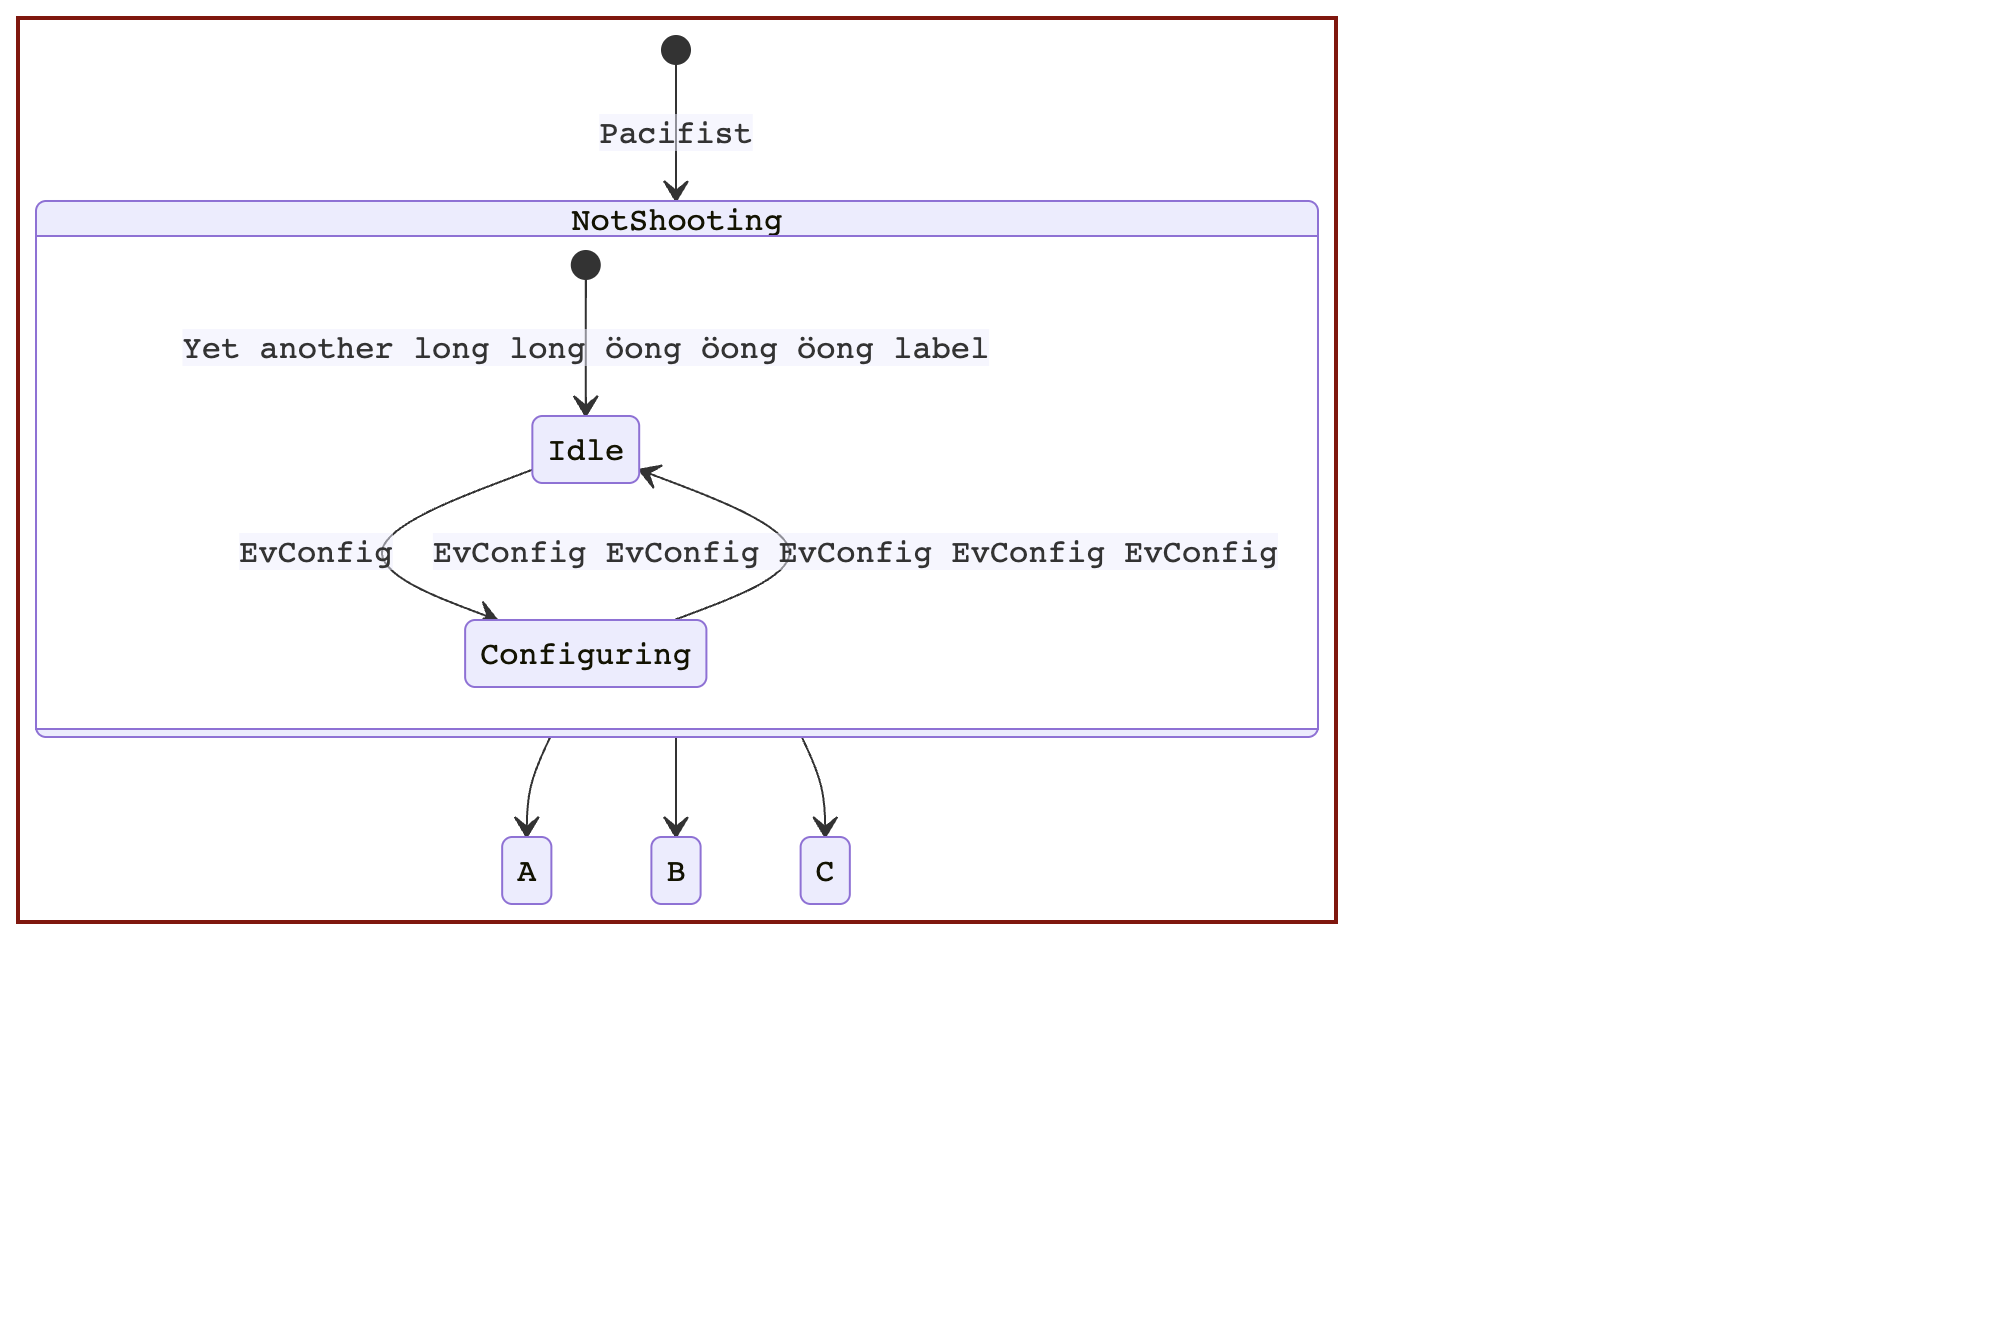 Pacifist
NotShooting
Yet another long long öong öong öong label
Idle
EvConfig
EvConfig EvConfig EvConfig EvConfig EvConfig
Configuring
A
B
C